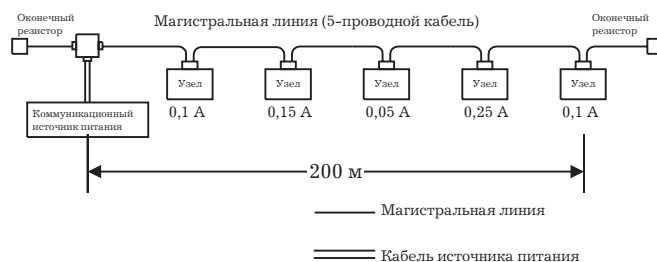 Оконечный
резистор
Магистральная линия (5-проводной кабель)
Оконечный
резистор
Узел
Узел
Узел
Узел
Узел
Коммуникационный
источник питания
0,1 А
0,15 А
0,05 А
0,25 А
0,1 А
200 м
Магистральная линия
Кабель источника питания